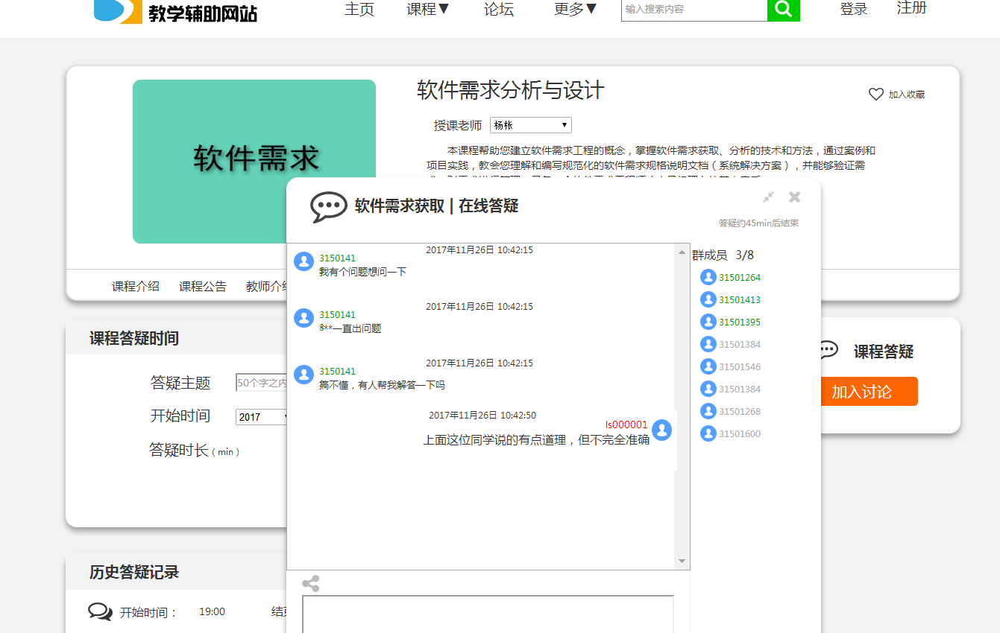 教学辅助网站
主页 课程▼ 论坛 更多▼ 输入搜索内容 登录 注册
软件需求
软件需求分析与设计
加入收藏
授课老师 杨枨
本课程帮助您建立软件需求工程的概念，掌握软件需求获取、分析的技术和方法，通过案例和
项目实践，教会您理解和编写规范化的软件需求规格说明文档（系统解决方案），并能够验证需
课程介绍 课程公告 教师介
课程答疑时间
答疑主题 50个字之内
开始时间 2017
答疑时长（min）
历史答疑记录
开始时间： 19:00
软件需求获取 | 在线答疑
答疑约45min后结束
2017年11月26日 10:42:15
3150141
我有个问题想问一下
2017年11月26日 10:42:15
3150141
**一直出问题
2017年11月26日 10:42:15
3150141
搞不懂，有人帮我解答一下吗
2017年11月26日 10:42:50
ls000001
上面这位同学说的有点道理，但不完全准确
群成员 3/8
31501264
31501413
31501395
31501384
31501546
31501384
31501268
31501600
课程答疑
加入讨论